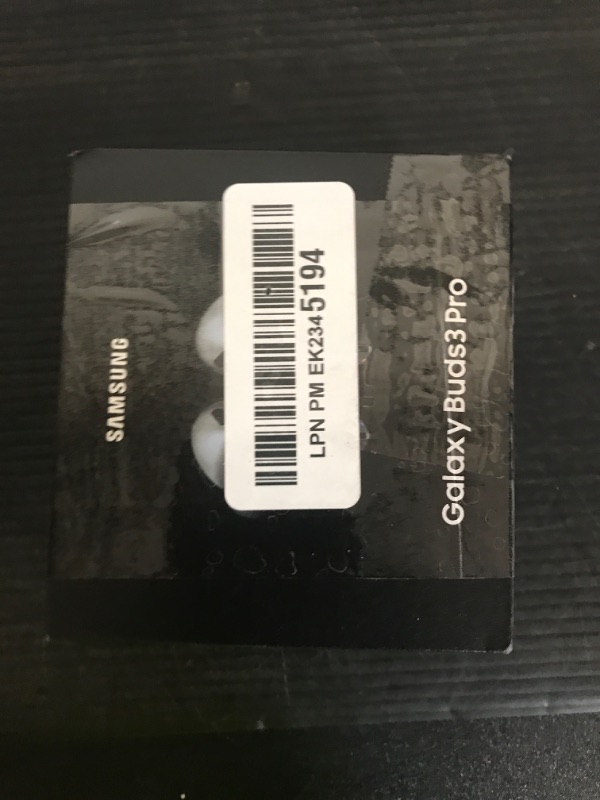 SAMSUNG
LPN PM EK2345194
Galaxy Buds3 Pro